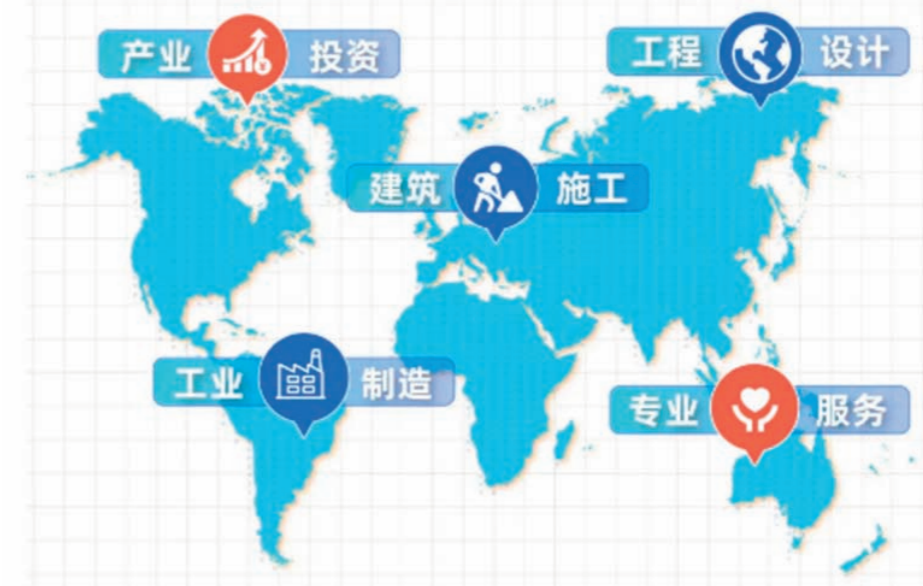 产业 投资
工程 设计
建筑 施工
工业 制造
专业 服务